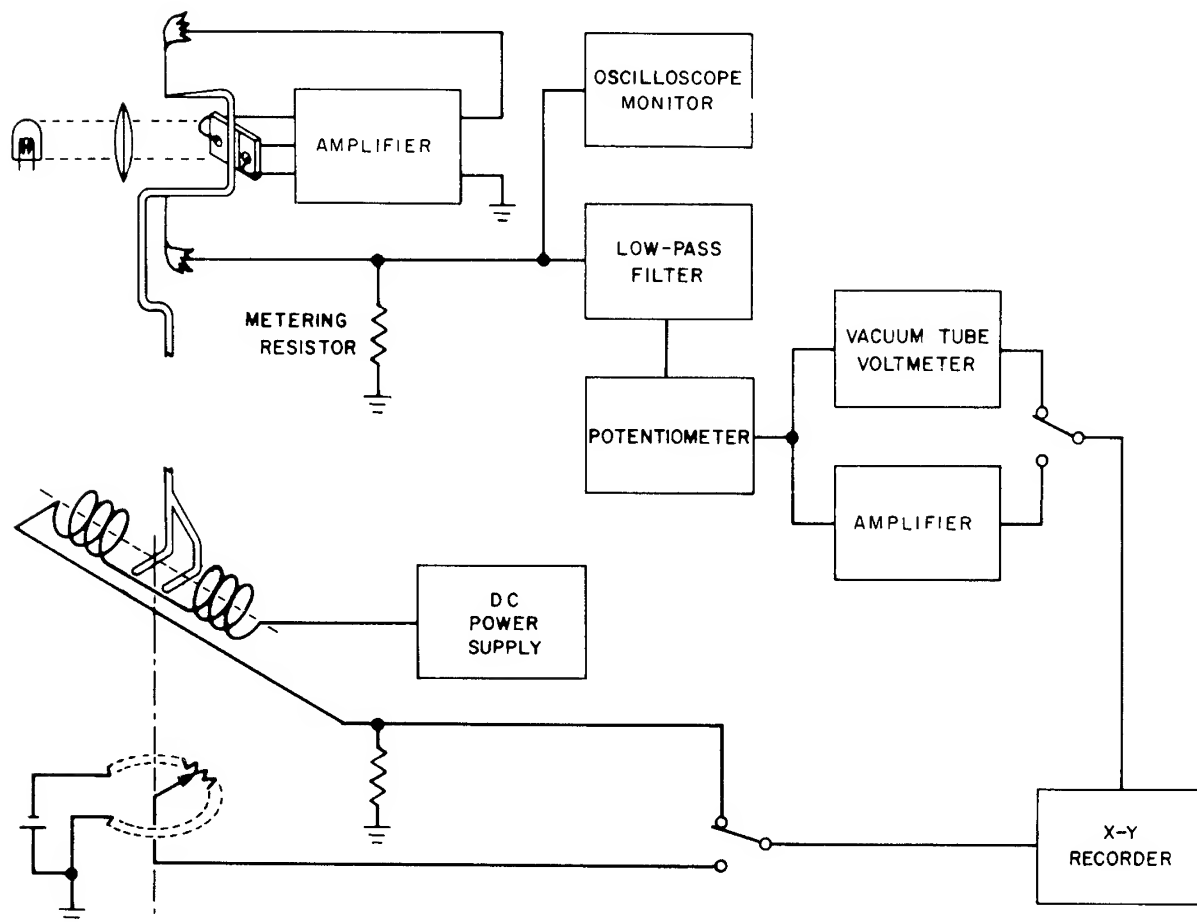 OSCILLOSCOPE
MONITOR
AMPLIFIER
LOW-PASS
FILTER
METERING
RESISTOR
VACUUM TUBE
VOLTMETER
POTENTIOMETER
AMPLIFIER
DC
POWER
SUPPLY
X-Y
RECORDER